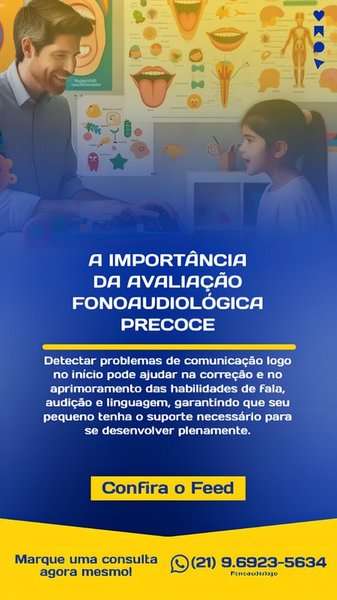 A IMPORTÂNCIA
DA AVALIAÇÃO
FONOAUDIOLÓGICA
PRECOCE
Detectar problemas de comunicação logo
no início pode ajudar na correção e no
aprimoramento das habilidades de fala,
audição e linguagem, garantindo que seu
pequeno tenha o suporte necessário para
se desenvolver plenamente.
Confira o Feed
Marque uma consulta
agora mesmo!
(21) 9.6923-5634
Fonoaudiologo